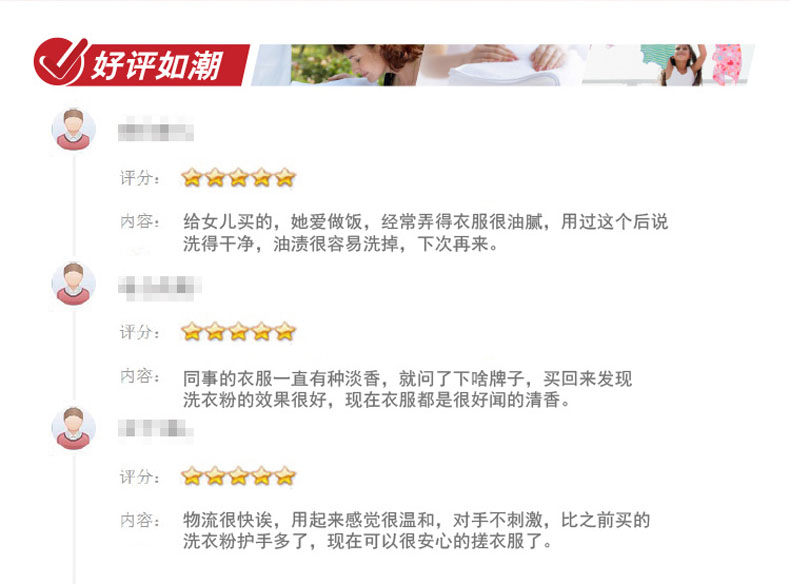 好评如潮
评分：
内容：
给女儿买的，她爱做饭，经常弄得衣服很油腻，用过这个后说
洗得干净，油渍很容易洗掉，下次再来。
评分：
内容：
同事的衣服一直有种淡香，就问了下啥牌子，买回来发现
洗衣粉的效果很好，现在衣服都是很好闻的清香。
评分：
内容：
物流很快诶，用起来感觉很温和，对手不刺激，比之前买的
洗衣粉护手多了，现在可以很安心的搓衣服了。